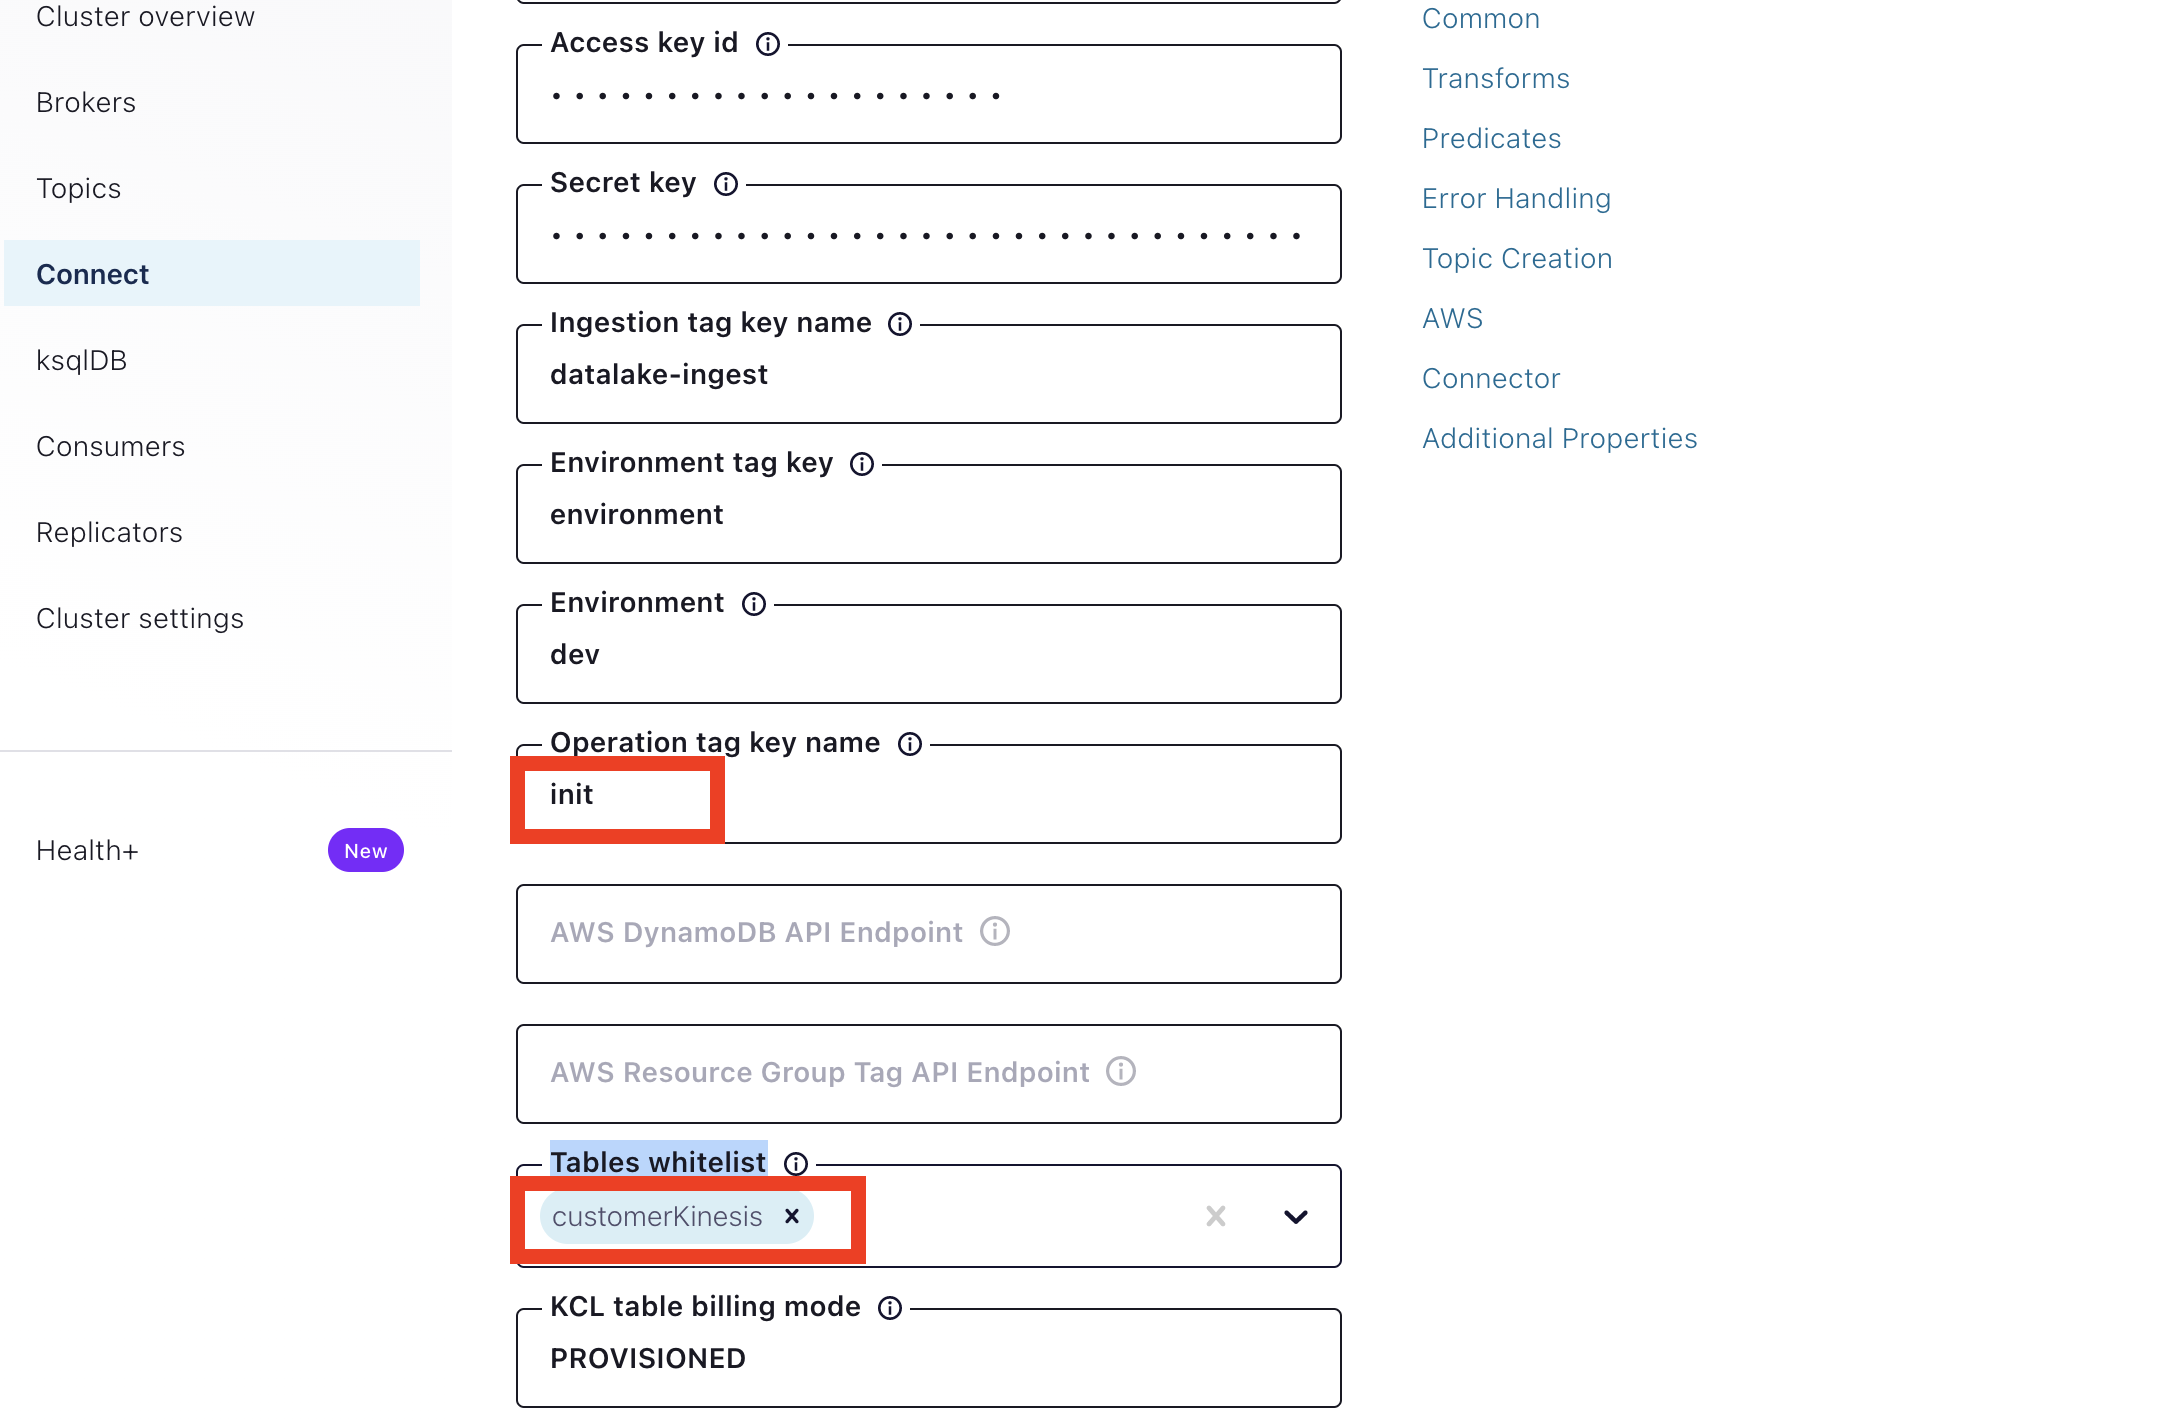 Cluster overview
Brokers
Topics
Connect
ksqlDB
Consumers
Replicators
Cluster settings
Health+
New
Access key id
Secret key
Ingestion tag key name
datalake-ingest
Environment tag key
environment
Environment
dev
Operation tag key name
init
AWS DynamoDB API Endpoint
AWS Resource Group Tag API Endpoint
Tables whitelist
customerKinesis
KCL table billing mode
PROVISIONED
Common
Transforms
Predicates
Error Handling
Topic Creation
AWS
Connector
Additional Properties